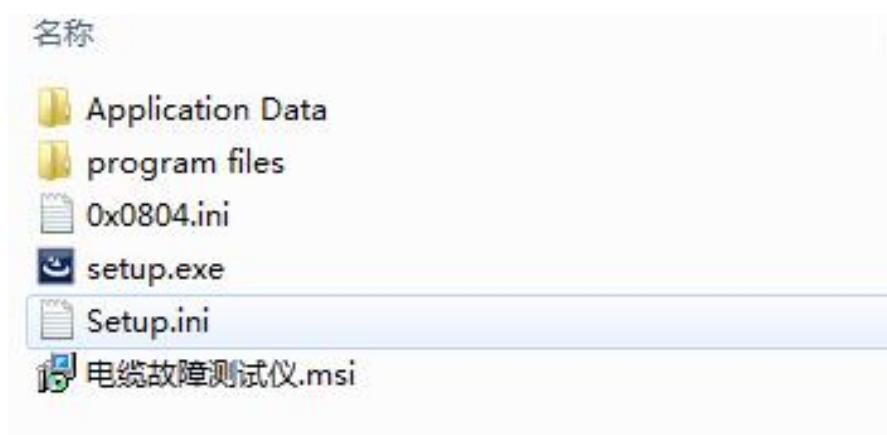 名称
Application Data
program files
0x0804.ini
setup.exe
Setup.ini
电缆故障测试仪.msi